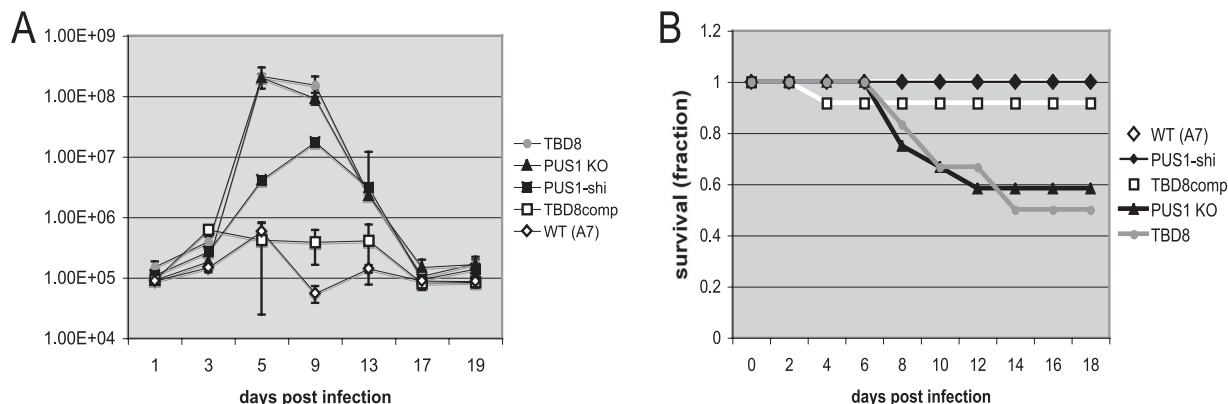 A
1.00E+09
1.00E+08
1.00E+07
1.00E+06
1.00E+05
1.00E+04
1 3 5 9 13 17 19
days post infection
TBD8
PUS1 KO
PUS1-shi
TBD8comp
WT (A7)
B
survival (fraction)
1.2
1
0.8
0.6
0.4
0.2
0
0 2 4 6 8 10 12 14 16 18
days post infection
WT (A7)
PUS1-shi
TBD8comp
PUS1 KO
TBD8